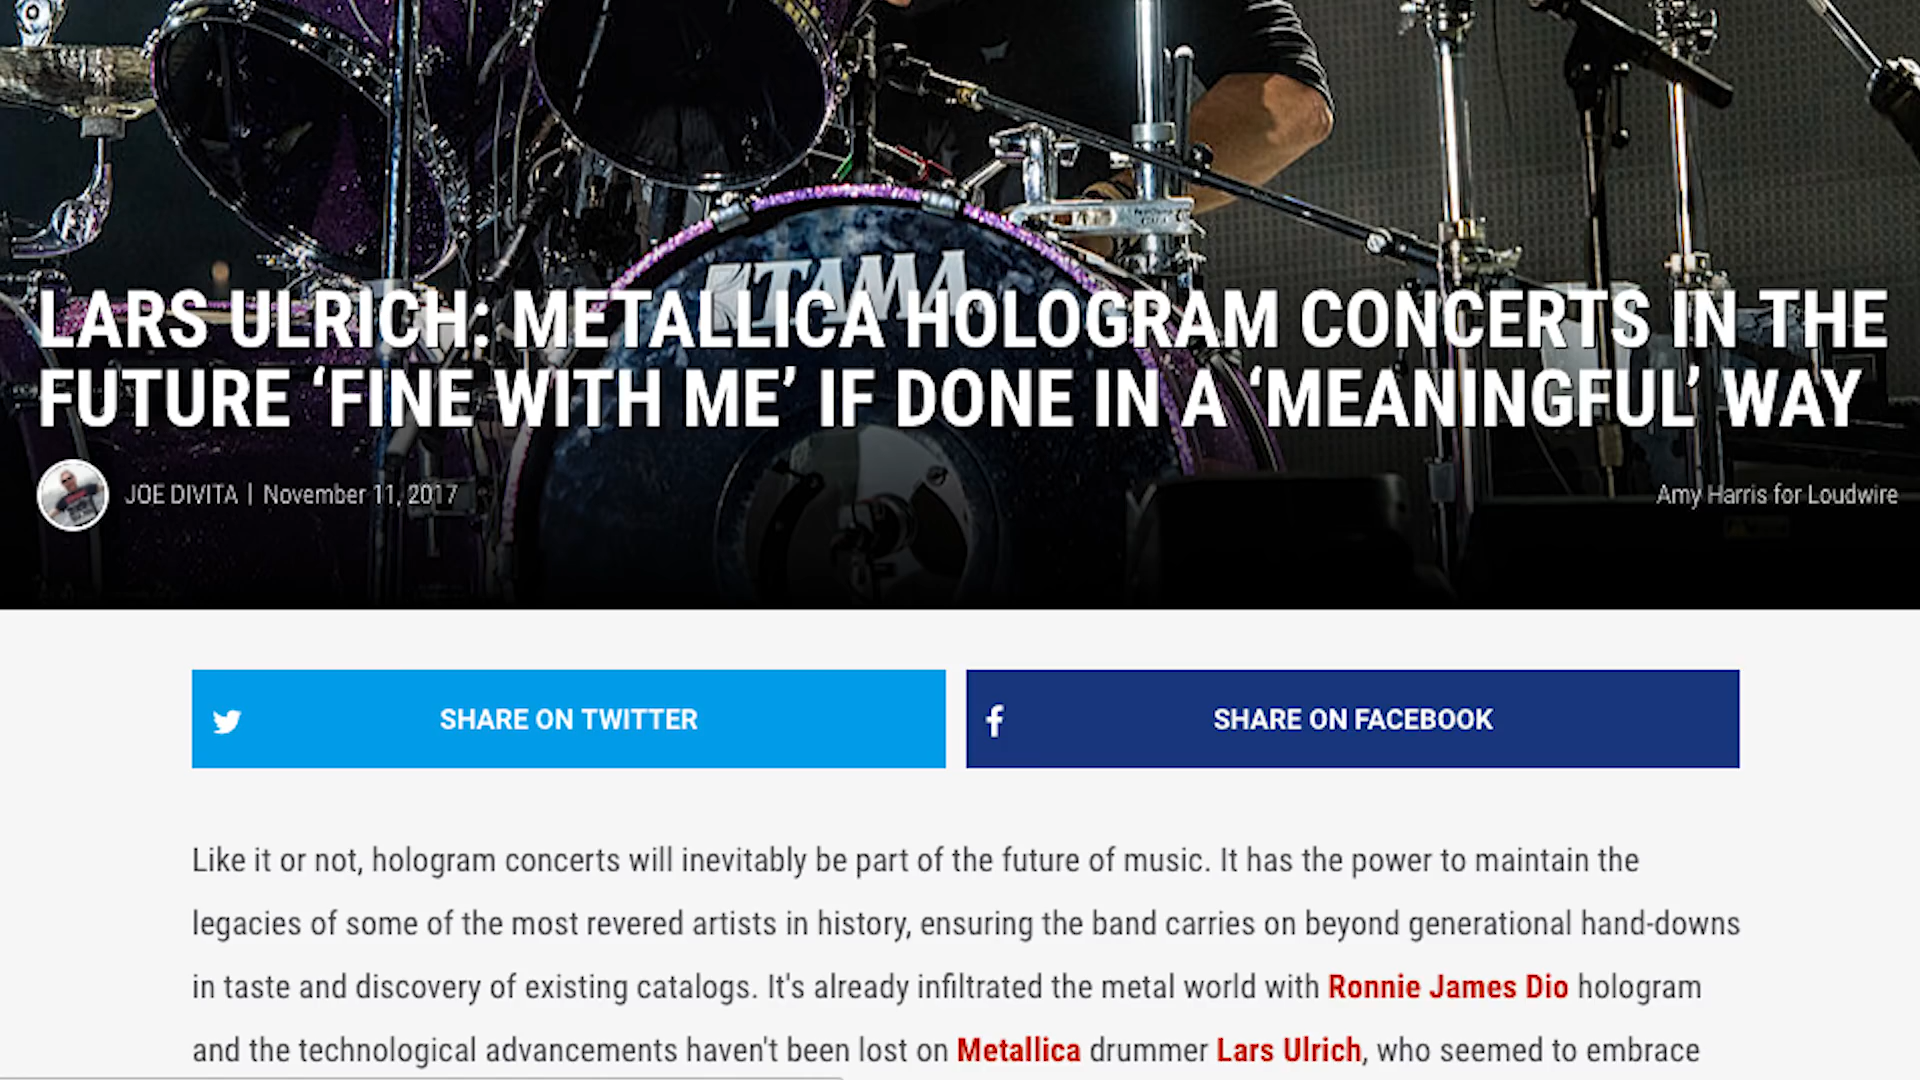 TAMA
LARS ULRICH: METALLICA HOLOGRAM CONCERTS IN THE
FUTURE ‘FINE WITH ME’ IF DONE IN A ‘MEANINGFUL’ WAY
JOE DIVITA | November 11, 2017
Amy Harris for Loudwire
SHARE ON TWITTER
SHARE ON FACEBOOK
Like it or not, hologram concerts will inevitably be part of the future of music. It has the power to maintain the
legacies of some of the most revered artists in history, ensuring the band carries on beyond generational hand-downs
in taste and discovery of existing catalogs. It's already infiltrated the metal world with Ronnie James Dio hologram
and the technological advancements haven't been lost on Metallica drummer Lars Ulrich, who seemed to embrace